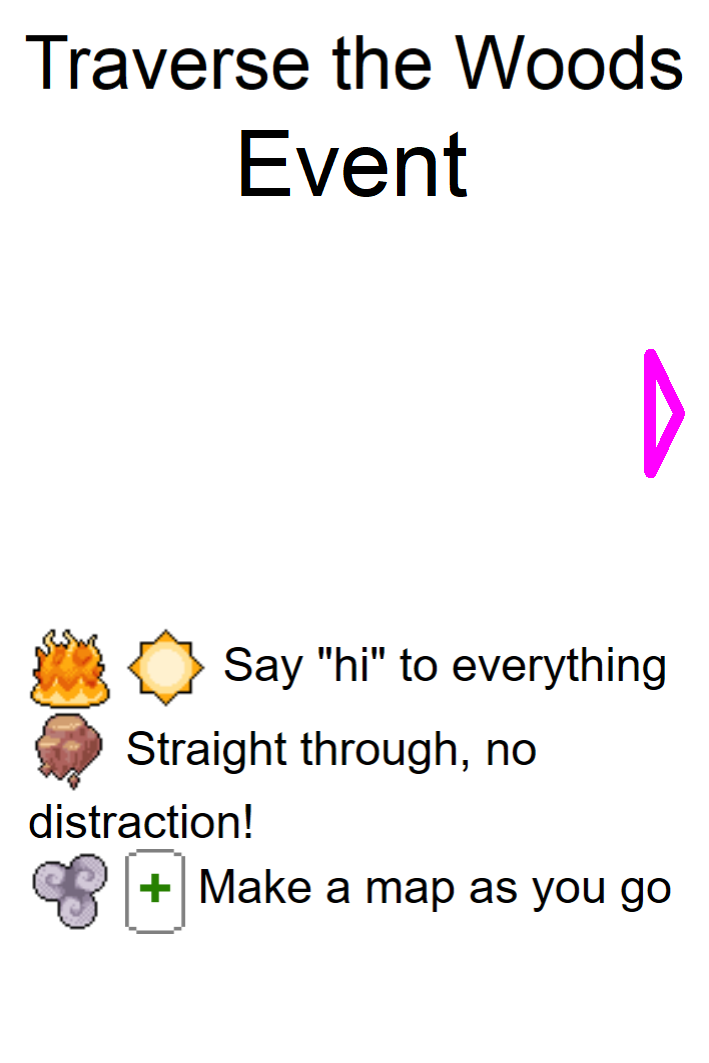 Traverse the Woods
Event
Say "hi" to everything
Straight through, no
distraction!
+ Make a map as you go